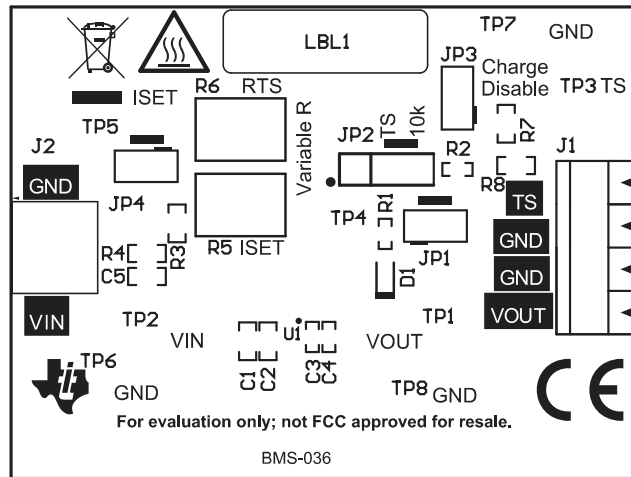 LBL1
TP7
GND
ISET
R6
RTS
JP3
Charge
Disable
TP3 TS
TP5
Variable R
JP2
TS
10k
R7
J2
R2
J1
GND
R8
JP4
TS
TP4
R1
R3
GND
R4
R5 ISET
JP1
C5
D1
GND
VIN
VOUT
TP2
VIN
U1
VOUT
TP1
TP6
GND
C1
C2
C3
C4
TP8 GND
CE
For evaluation only; not FCC approved for resale.
BMS-036